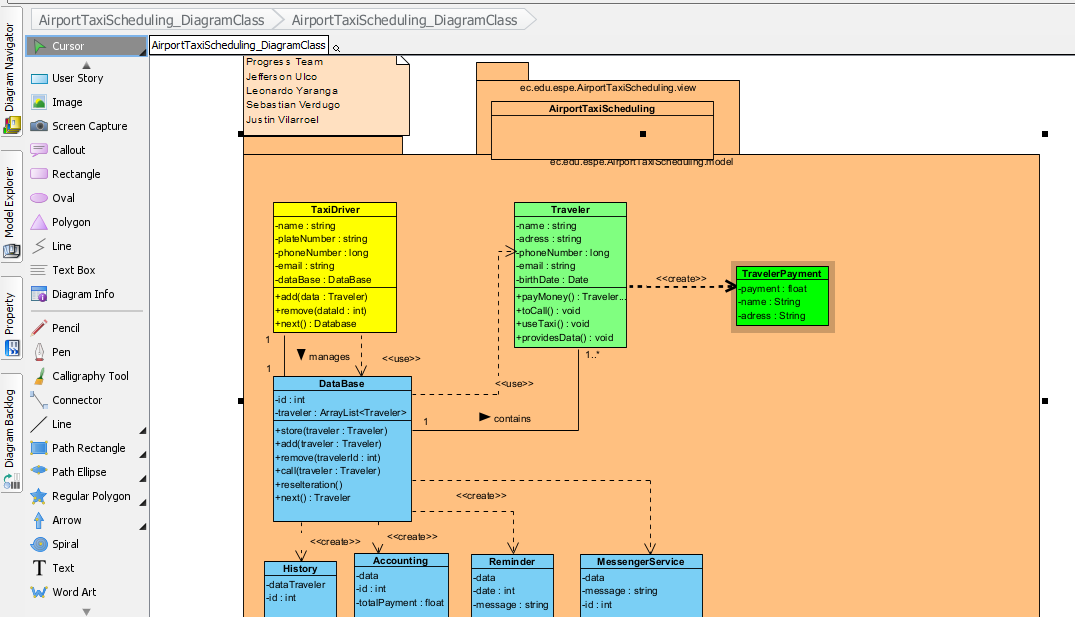 AirportTaxiScheduling_DiagramClass
AirportTaxiScheduling_DiagramClass
Diagram Navigator
Model Explorer
Property
Diagram Backlog
Cursor
User Story
Image
Screen Capture
Callout
Rectangle
Oval
Polygon
Line
Text Box
Diagram Info
Pencil
Pen
Calligraphy Tool
Connector
Line
Path Rectangle
Path Ellipse
Regular Polygon
Arrow
Spiral
Text
Word Art
AirportTaxiScheduling_DiagramClass
Progress Team
Jefferson Ulco
Leonardo Yaranga
Sebastian Verdugo
Justin Vilarroel
ec.edu.espe.AirportTaxiScheduling.view
AirportTaxiScheduling
ec.edu.espe.AirportTaxiScheduling.model
TaxiDriver
-name : string
-plateNumber : string
-phoneNumber : long
-email : string
-dataBase : DataBase
+add(data : Traveler)
+remove(dataId : int)
+next() : Database
Traveler
-name : string
-adress : string
-phoneNumber : long
-email : string
-birthDate : Date
+payMoney() : Traveler...
+toCall() : void
+useTaxi() : void
+providesData() : void
<<create>>
TravelerPayment
-payment : float
-name : String
-adress : String
1
manages
1
<<use>>
<<use>>
1..*
1
contains
DataBase
-id : int
-traveler : ArrayList<Traveler>
+store(traveler : Traveler)
+add(traveler : Traveler)
+remove(travelerId : int)
+call(traveler : Traveler)
+reselteration()
+next() : Traveler
<<create>>
<<create>>
<<create>>
History
-dataTraveler
-id : int
Accounting
-data
-id : int
-totalPayment : float
Reminder
-data
-date : int
-message : string
MessengerService
-data
-message : string
-id : int